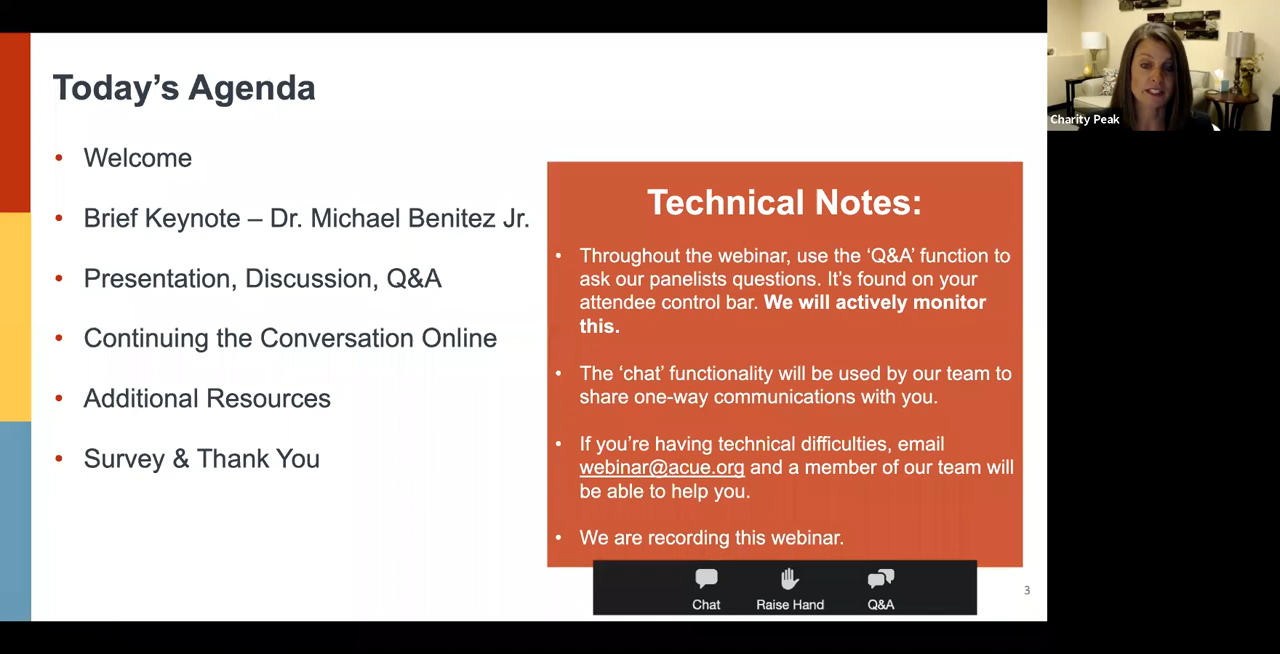 Today’s Agenda
• Welcome
• Brief Keynote – Dr. Michael Benitez Jr.
• Presentation, Discussion, Q&A
• Continuing the Conversation Online
• Additional Resources
• Survey & Thank You
Technical Notes:
• Throughout the webinar, use the ‘Q&A’ function to
ask our panelists questions. It’s found on your
attendee control bar. We will actively monitor
this.
• The ‘chat’ functionality will be used by our team to
share one-way communications with you.
• If you’re having technical difficulties, email
webinar@acue.org and a member of our team will
be able to help you.
• We are recording this webinar.
Chat Raise Hand Q&A
3
Charity Peak